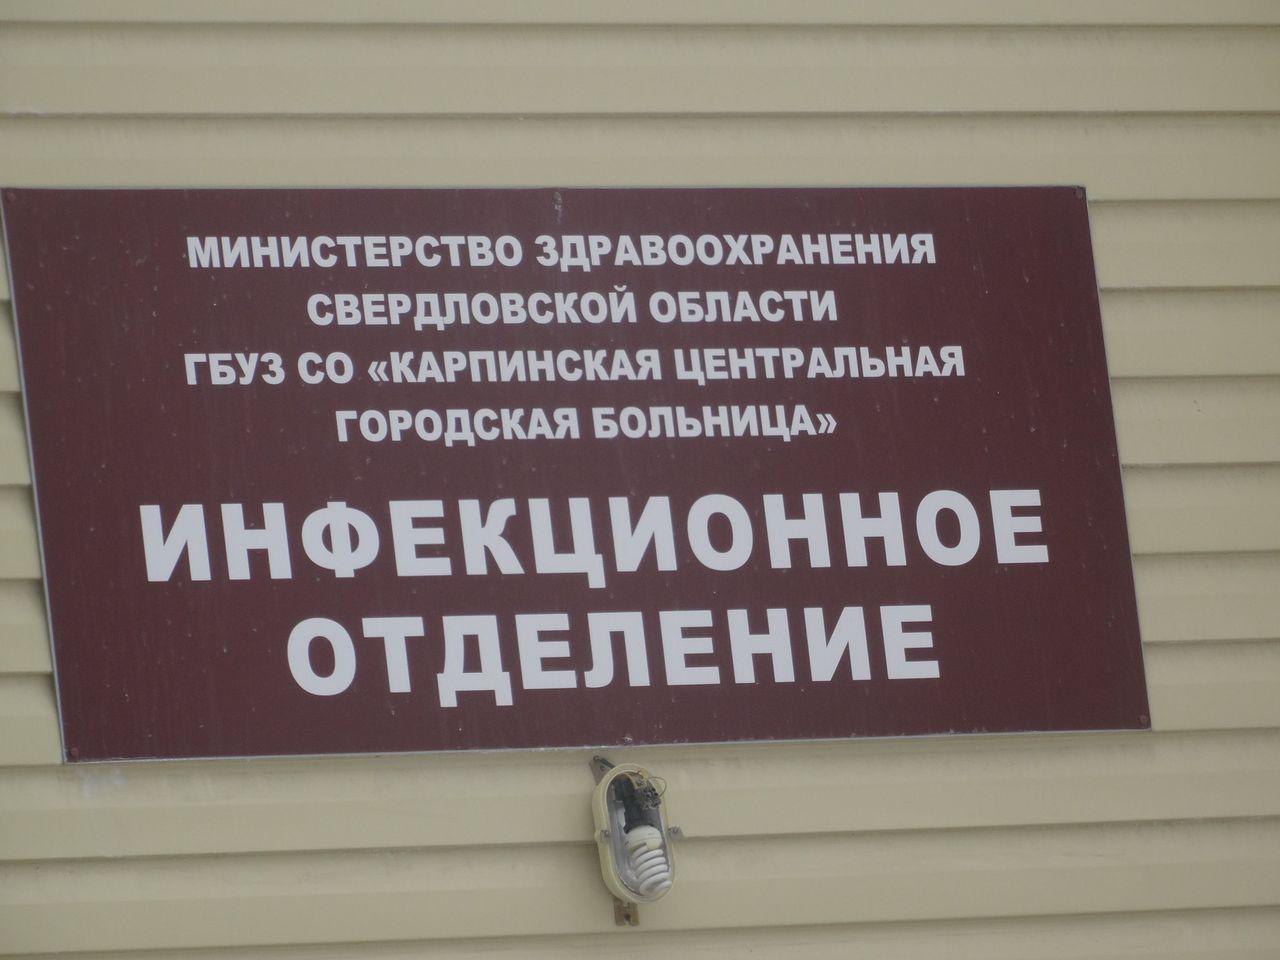 МИНИСТЕРСТВО ЗДРАВООХРАНЕНИЯ
СВЕРДЛОВСКОЙ ОБЛАСТИ
ГБУЗ СО «КАРПИНСКАЯ ЦЕНТРАЛЬНАЯ
ГОРОДСКАЯ БОЛЬНИЦА»
ИНФЕКЦИОННОЕ
ОТДЕЛЕНИЕ